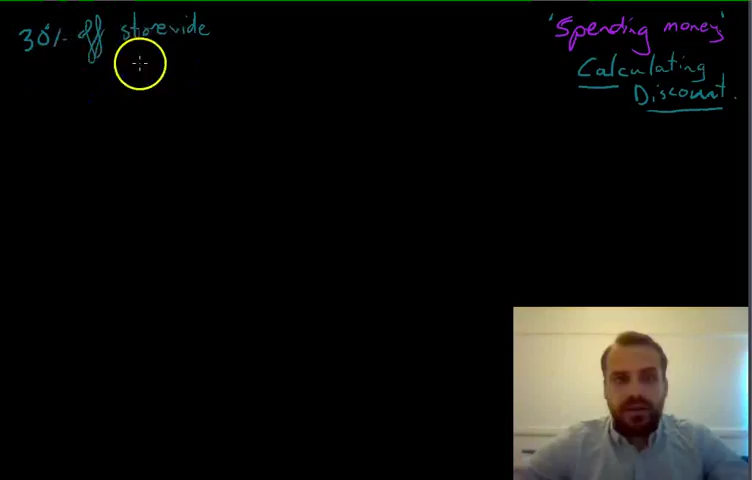 30% off storewide
'Spending money'
Calculating
Discount.